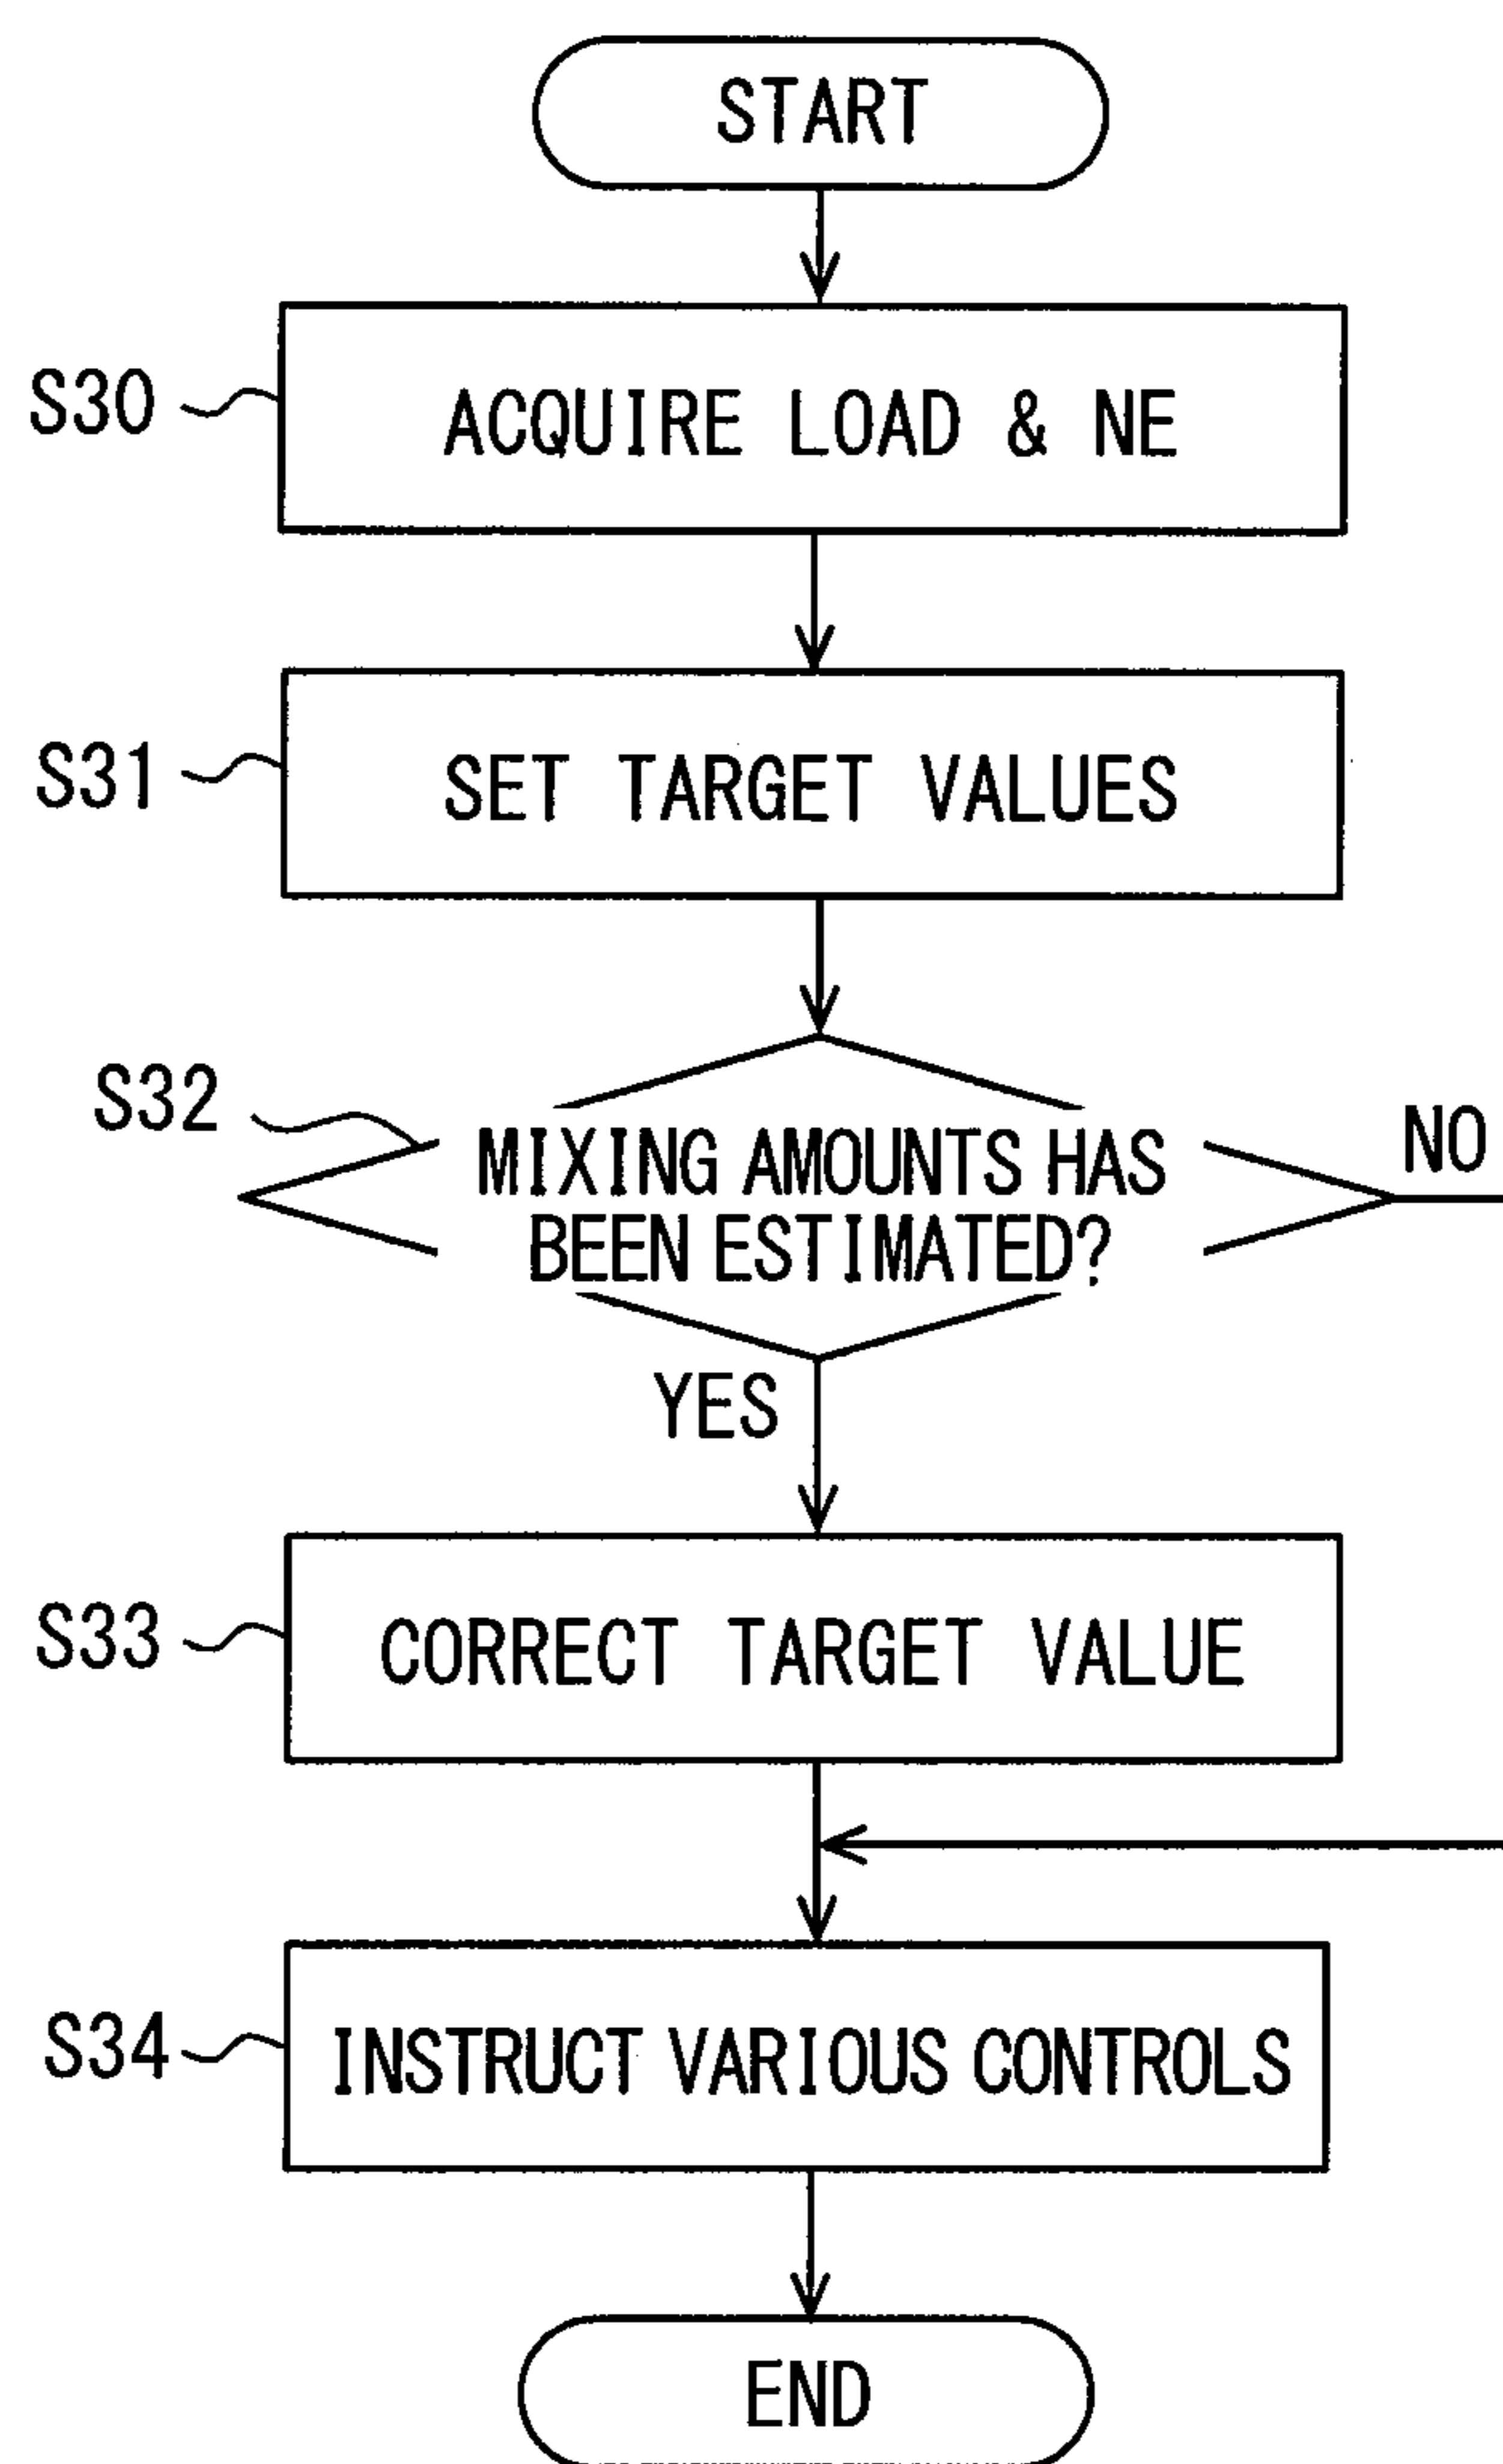 START
S30
ACQUIRE LOAD & NE
S31
SET TARGET VALUES
S32
MIXING AMOUNTS HAS
BEEN ESTIMATED?
NO
YES
S33
CORRECT TARGET VALUE
S34
INSTRUCT VARIOUS CONTROLS
END